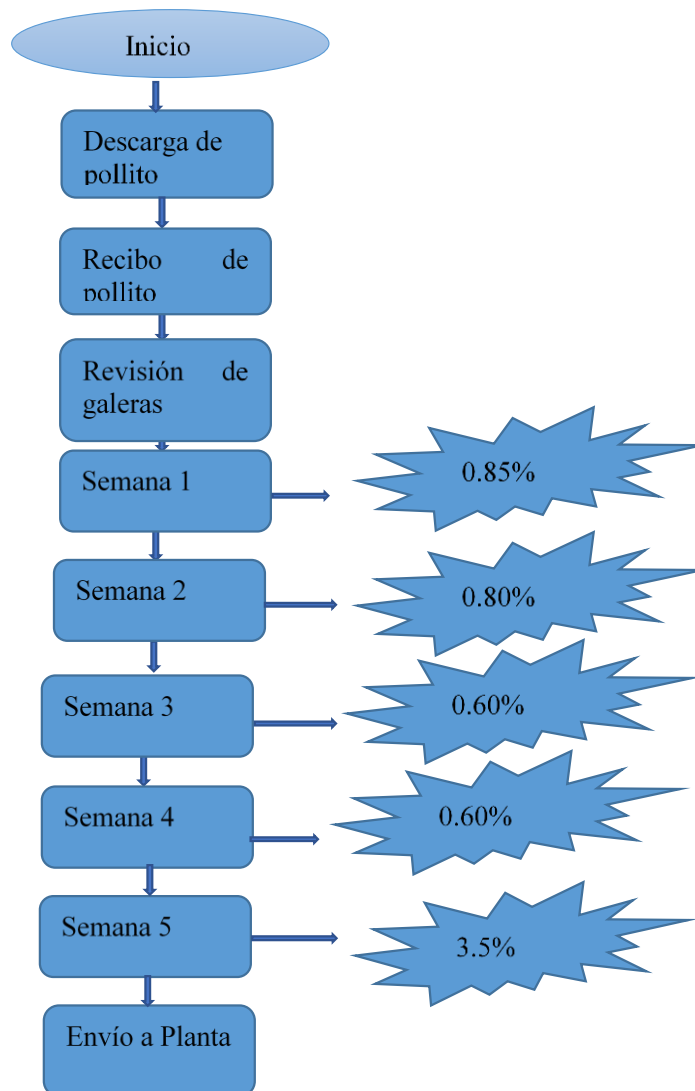 Inicio
Descarga de
pollito
Recibo de
pollito
Revisión de
galeras
Semana 1
0.85%
Semana 2
0.80%
Semana 3
0.60%
Semana 4
0.60%
Semana 5
3.5%
Envío a Planta